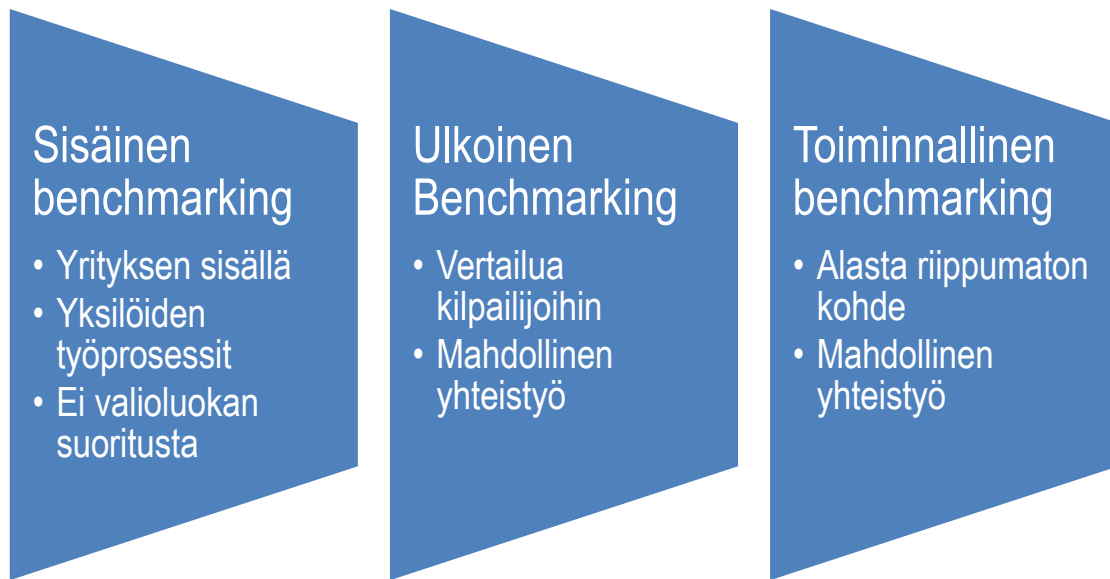 Sisäinen
benchmarking
• Yrityksen sisällä
• Yksilöiden
työprosessit
• Ei valioluokan
suoritusta
Ulkoinen
Benchmarking
• Vertailua
kilpailijoihin
• Mahdollinen
yhteistyö
Toiminnallinen
benchmarking
• Alasta riippumaton
kohde
• Mahdollinen
yhteistyö